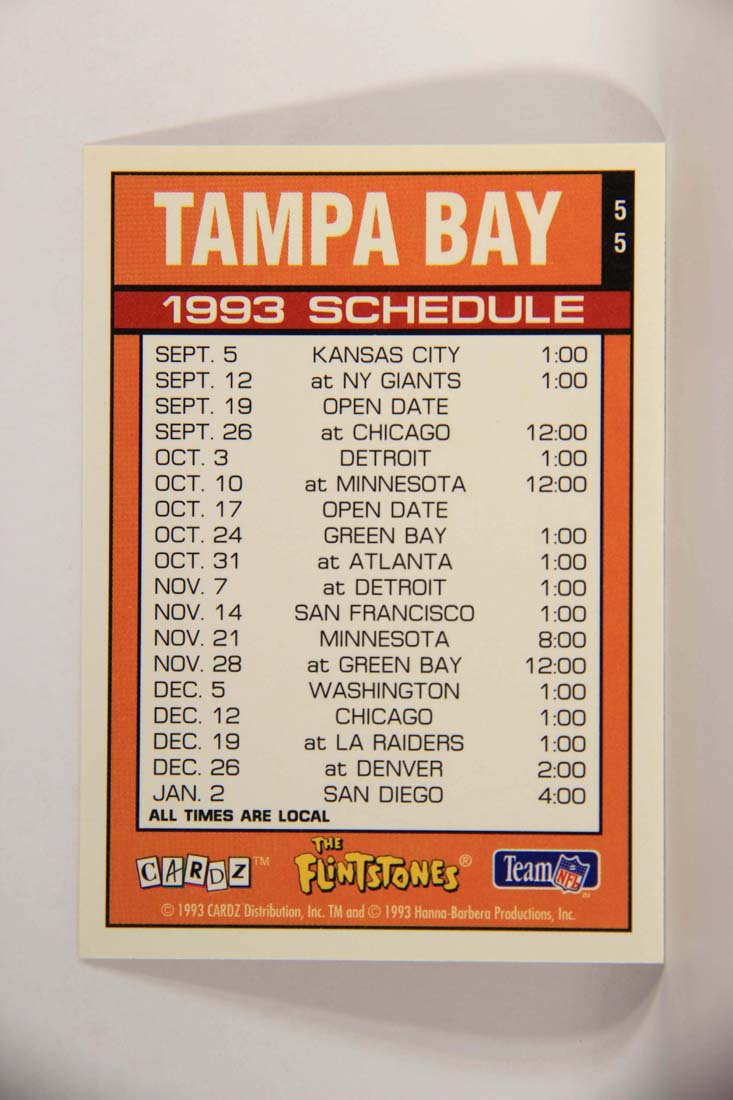 TAMPA BAY
5
5
1993 SCHEDULE
SEPT. 5 KANSAS CITY 1:00
SEPT. 12 at NY GIANTS 1:00
SEPT. 19 OPEN DATE
SEPT. 26 at CHICAGO 12:00
OCT. 3 DETROIT 1:00
OCT. 10 at MINNESOTA 12:00
OCT. 17 OPEN DATE
OCT. 24 GREEN BAY 1:00
OCT. 31 at ATLANTA 1:00
NOV. 7 at DETROIT 1:00
NOV. 14 SAN FRANCISCO 1:00
NOV. 21 MINNESOTA 8:00
NOV. 28 at GREEN BAY 12:00
DEC. 5 WASHINGTON 1:00
DEC. 12 CHICAGO 1:00
DEC. 19 at LA RAIDERS 1:00
DEC. 26 at DENVER 2:00
JAN. 2 SAN DIEGO 4:00
ALL TIMES ARE LOCAL
CARDZ™
THE
FLINTSTONES®
Team NFL™
© 1993 CARDZ Distribution, Inc. TM and © 1993 Hanna-Barbera Productions, Inc.